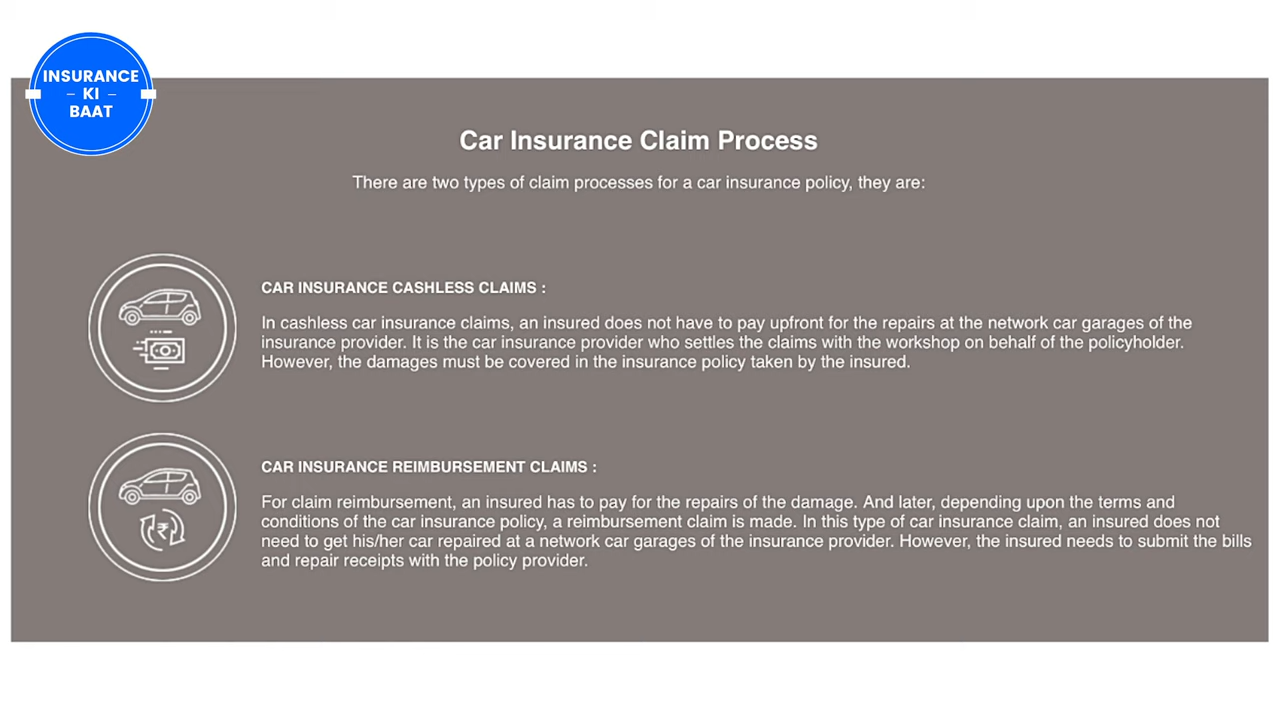 INSURANCE
– KI –
BAAT
Car Insurance Claim Process
There are two types of claim processes for a car insurance policy, they are:
CAR INSURANCE CASHLESS CLAIMS :
In cashless car insurance claims, an insured does not have to pay upfront for the repairs at the network car garages of the
insurance provider. It is the car insurance provider who settles the claims with the workshop on behalf of the policyholder.
However, the damages must be covered in the insurance policy taken by the insured.
CAR INSURANCE REIMBURSEMENT CLAIMS :
₹
For claim reimbursement, an insured has to pay for the repairs of the damage. And later, depending upon the terms and
conditions of the car insurance policy, a reimbursement claim is made. In this type of car insurance claim, an insured does not
need to get his/her car repaired at a network car garages of the insurance provider. However, the insured needs to submit the bills
and repair receipts with the policy provider.